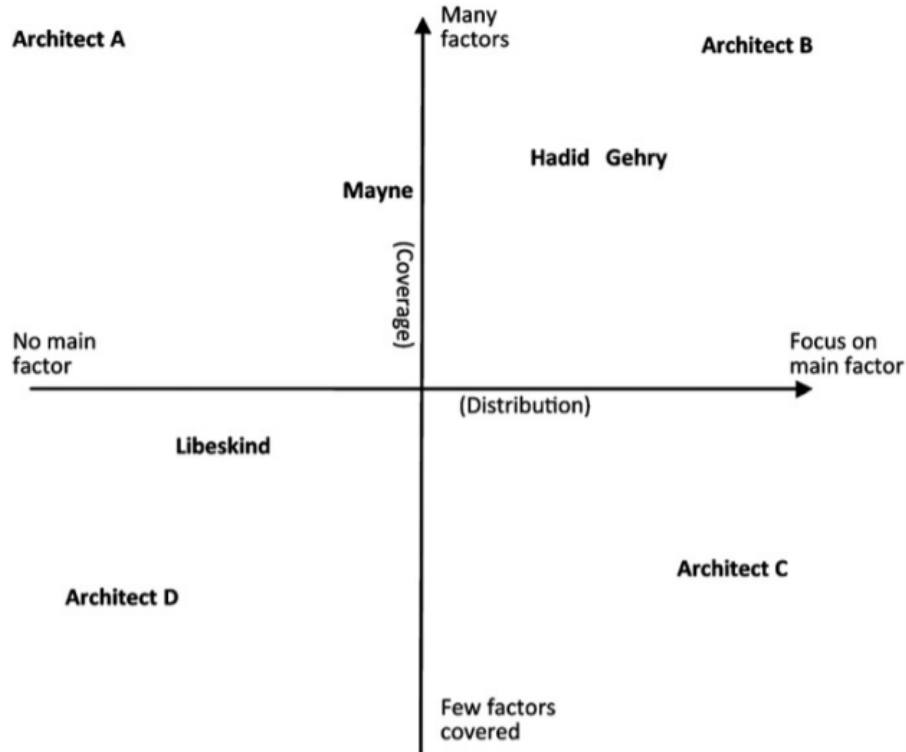 Many
factors
Architect A
Architect B
Hadid Gehry
Mayne
(Coverage)
No main
factor
Focus on
main factor
(Distribution)
Libeskind
Architect C
Architect D
Few factors
covered